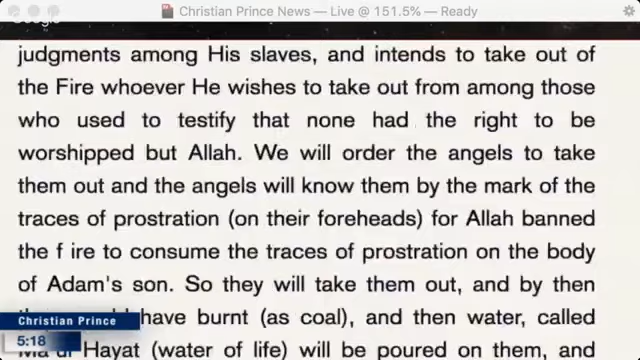 Christian Prince News — Live @ 151.5% — Ready
judgments among His slaves, and intends to take out of
the Fire whoever He wishes to take out from among those
who used to testify that none had the right to be
worshipped but Allah. We will order the angels to take
them out and the angels will know them by the mark of the
traces of prostration (on their foreheads) for Allah banned
the f ire to consume the traces of prostration on the body
of Adam's son. So they will take them out, and by then
have burnt (as coal), and then water, called
Christian Prince
5:18
Hayat (water of life) will be poured on them, and